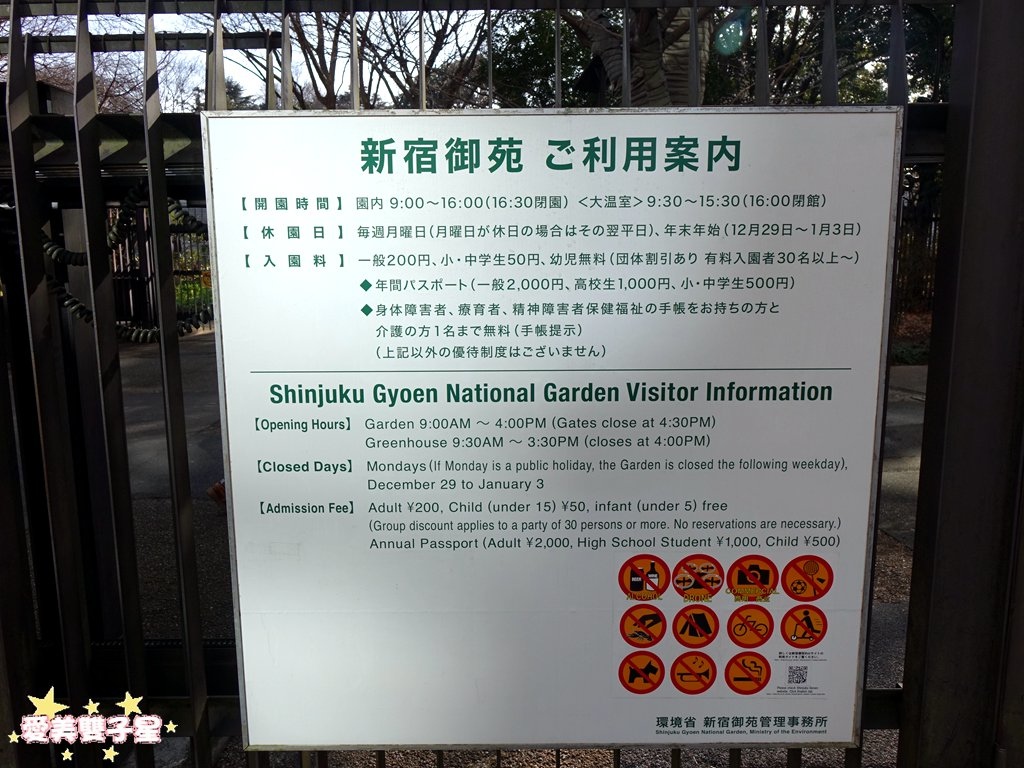 新宿御苑 ご利用案内
【開園時間】 園内 9:00～16:00(16:30閉園) ＜大温室＞9:30～15:30(16:00閉館)
【休園日】 毎週月曜日(月曜日が休日の場合はその翌平日)、年末年始(12月29日～1月3日)
【入園料】 一般200円、小・中学生50円、幼児無料(団体割引あり 有料入園者30名以上～)
◆年間パスポート(一般2,000円、高校生1,000円、小・中学生500円)
◆身体障害者、療育者、精神障害者保健福祉の手帳をお持ちの方と
介護の方1名まで無料(手帳提示)
(上記以外の優待制度はございません)
Shinjuku Gyoen National Garden Visitor Information
【Opening Hours】 Garden 9:00AM ～ 4:00PM (Gates close at 4:30PM)
Greenhouse 9:30AM ～ 3:30PM (closes at 4:00PM)
【Closed Days】 Mondays (If Monday is a public holiday, the Garden is closed the following weekday),
December 29 to January 3
【Admission Fee】 Adult ¥200, Child (under 15) ¥50, infant (under 5) free
(Group discount applies to a party of 30 persons or more. No reservations are necessary.)
Annual Passport (Adult ¥2,000, High School Student ¥1,000, Child ¥500)
ALCOHOL DRONE COMMERCIAL
環境省 新宿御苑管理事務所
Shinjuku Gyoen National Garden, Ministry of the Environment
愛美雙子星